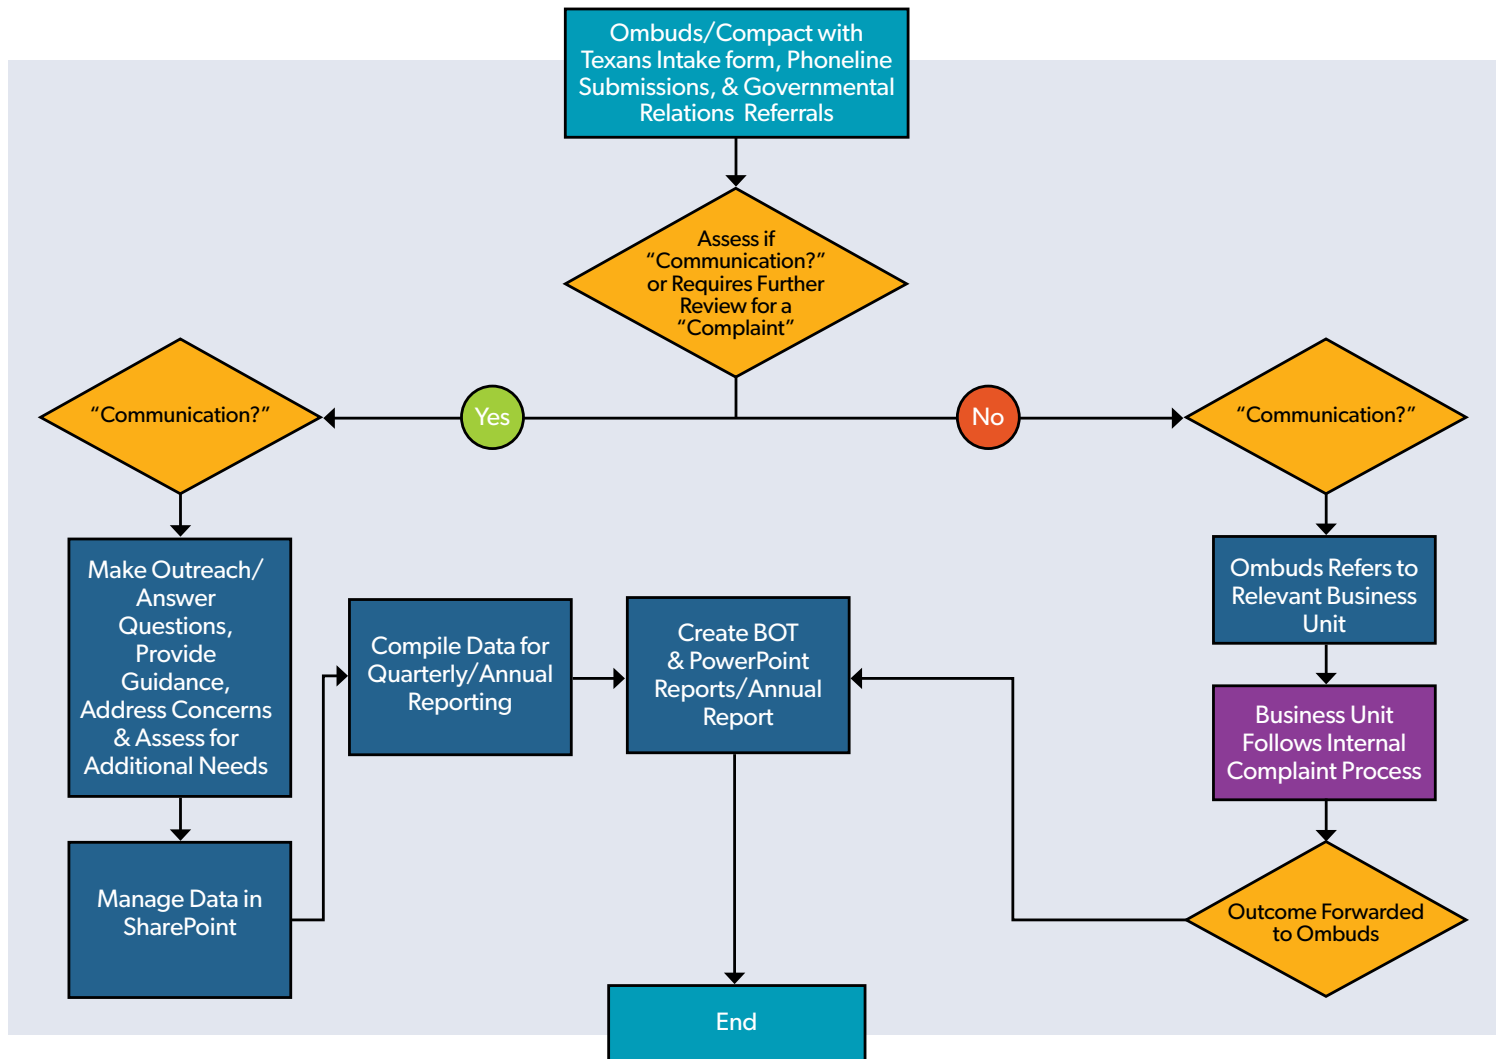 Ombuds/Compact with
Texans Intake form, Phoneline
Submissions, & Governmental
Relations Referrals
Assess if
“Communication?”
or Requires Further
Review for a
“Complaint”
“Communication?”
Yes
No
“Communication?”
Make Outreach/
Answer
Questions,
Provide
Guidance,
Address Concerns
& Assess for
Additional Needs
Manage Data in
SharePoint
Compile Data for
Quarterly/Annual
Reporting
Create BOT
& PowerPoint
Reports/Annual
Report
Ombuds Refers to
Relevant Business
Unit
Business Unit
Follows Internal
Complaint Process
Outcome Forwarded
to Ombuds
End